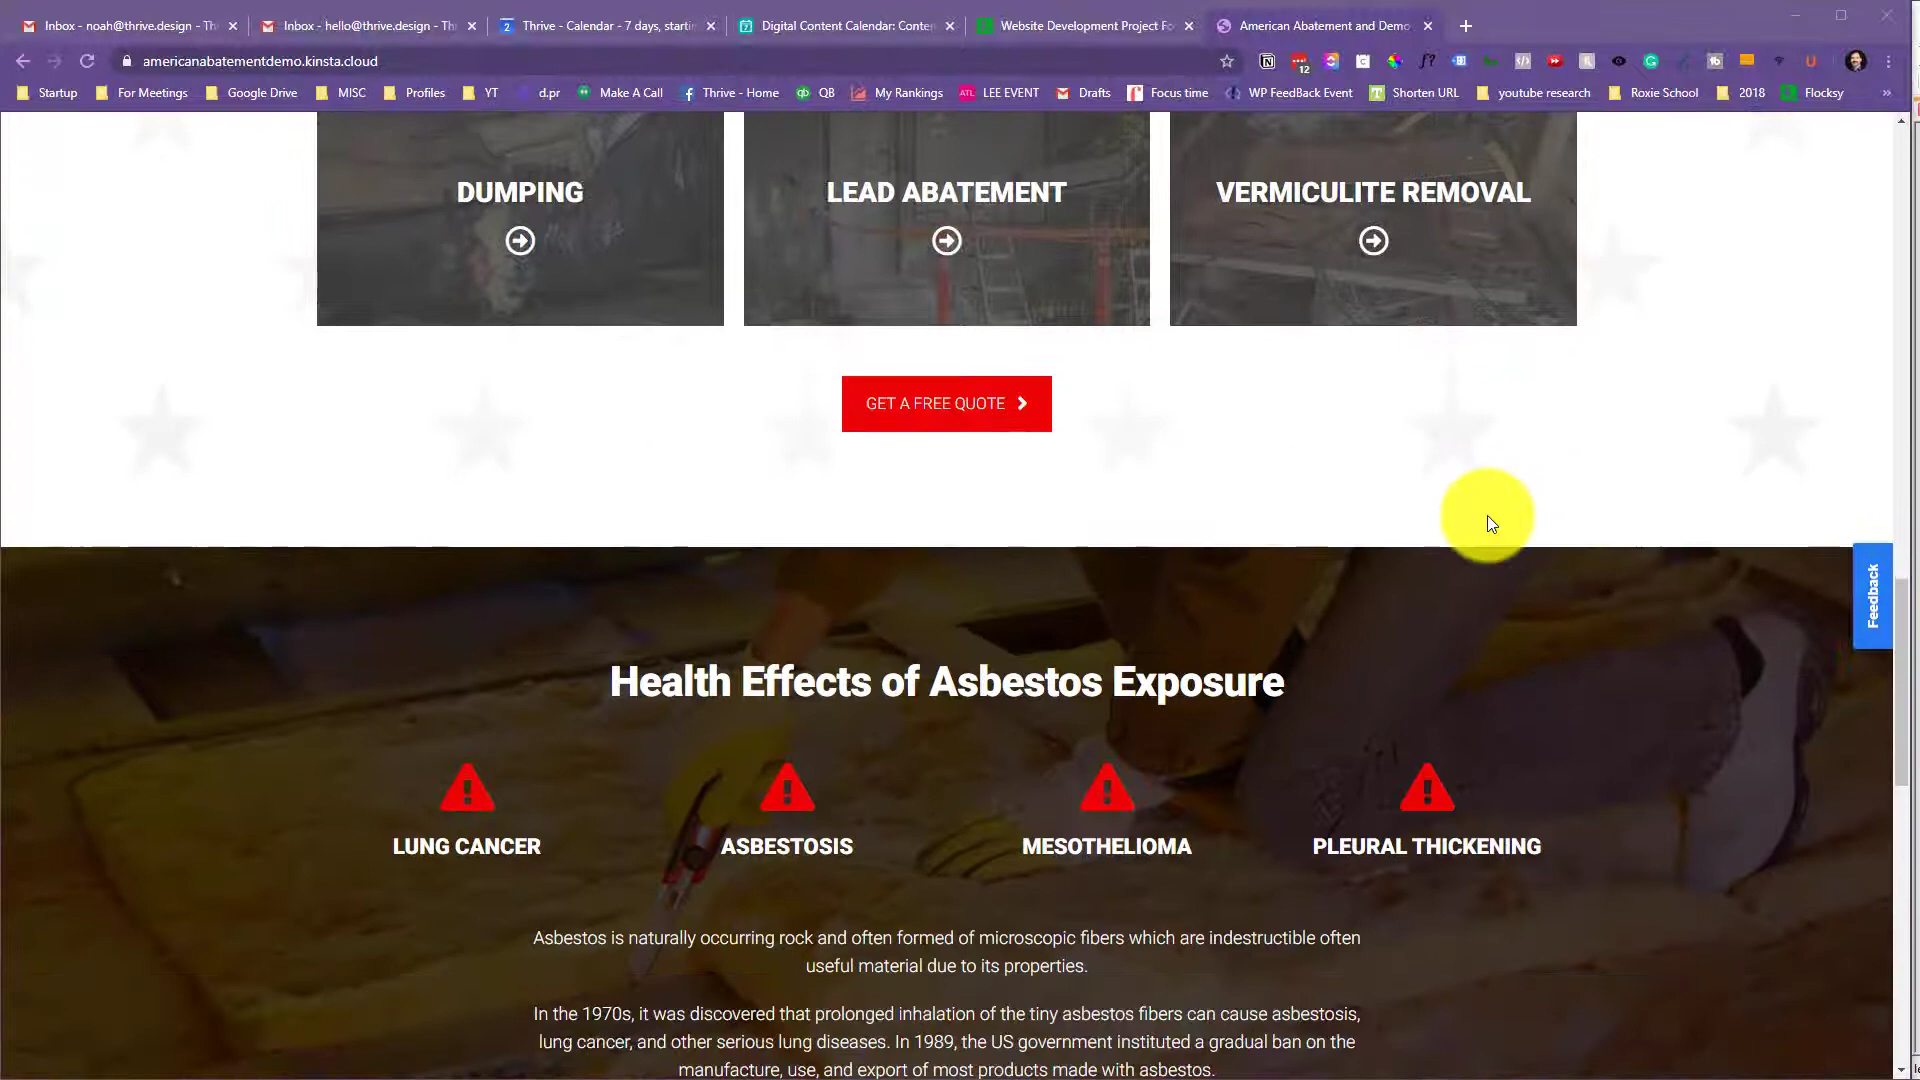 Inbox - noah@thrive.design - Th
Inbox - hello@thrive.design - Th
Thrive - Calendar - 7 days, starti
Digital Content Calendar: Conten
Website Development Project Fo
American Abatement and Demo
americanabatementdemo.kinsta.cloud
12
Startup
For Meetings
Google Drive
MISC
Profiles
YT
d.pr
Make A Call
Thrive - Home
QB
My Rankings
ATL LEE EVENT
Drafts
Focus time
WP FeedBack Event
Shorten URL
youtube research
Roxie School
2018
Flocksy
DUMPING
LEAD ABATEMENT
VERMICULITE REMOVAL
GET A FREE QUOTE
Feedback
Health Effects of Asbestos Exposure
LUNG CANCER
ASBESTOSIS
MESOTHELIOMA
PLEURAL THICKENING
Asbestos is naturally occurring rock and often formed of microscopic fibers which are indestructible often
useful material due to its properties.
In the 1970s, it was discovered that prolonged inhalation of the tiny asbestos fibers can cause asbestosis,
lung cancer, and other serious lung diseases. In 1989, the US government instituted a gradual ban on the
manufacture, use, and export of most products made with asbestos.